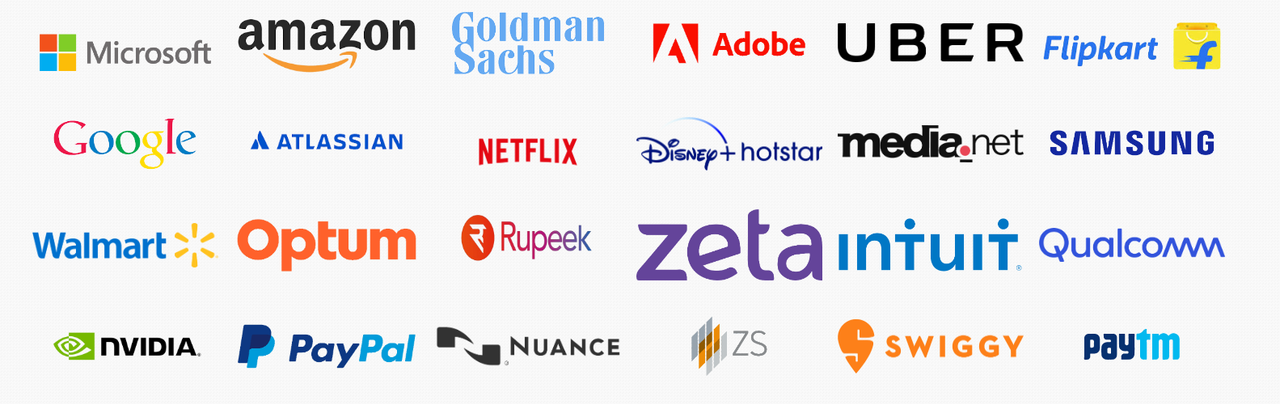 Microsoft
amazon
Goldman
Sachs
Adobe
UBER
Flipkart
Google
ATLASSIAN
NETFLIX
Disney+ hotstar
media.net
SAMSUNG
Walmart
Optum
Rupeek
zeta
intuit
Qualcomm
NVIDIA
PayPal
NUANCE
ZS
SWIGGY
paytm